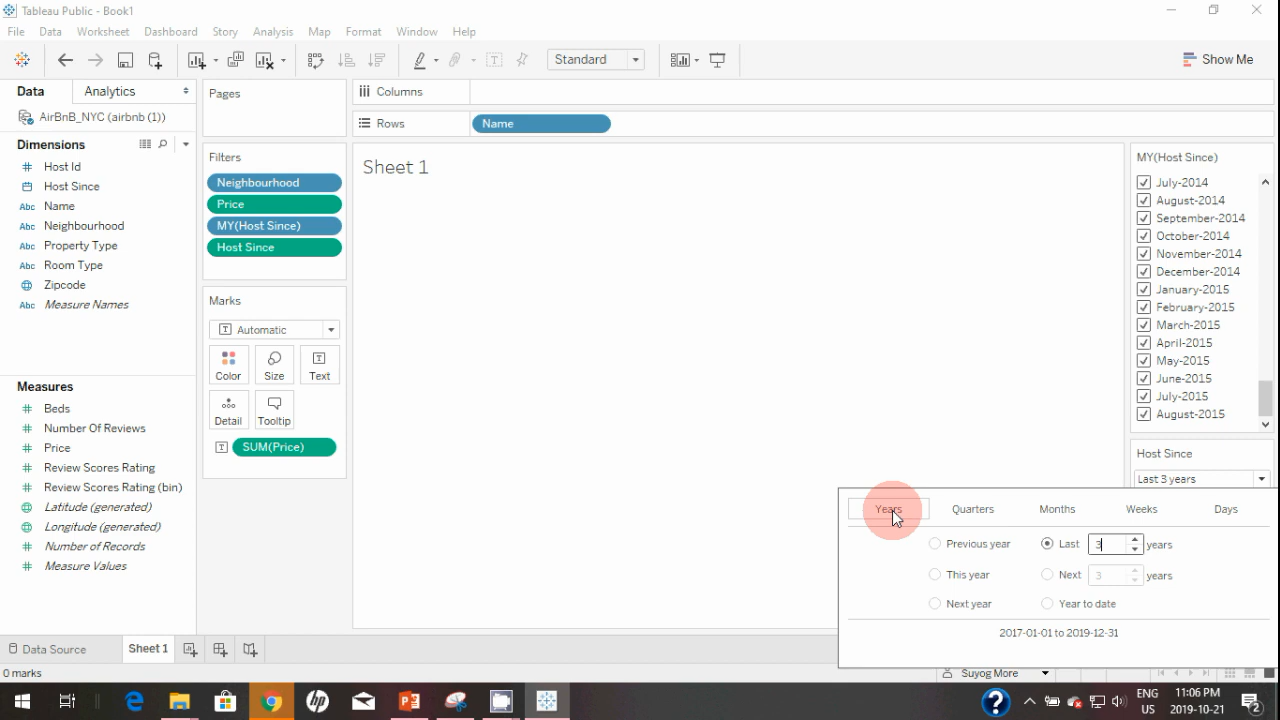 Tableau Public - Book1
File Data Worksheet Dashboard Story Analysis Map Format Window Help
Standard
Show Me
Data Analytics
AirBnB_NYC (airbnb (1))
Dimensions
Host Id
Host Since
Name
Neighbourhood
Property Type
Room Type
Zipcode
Measure Names
Measures
Beds
Number Of Reviews
Price
Review Scores Rating
Review Scores Rating (bin)
Latitude (generated)
Longitude (generated)
Number of Records
Measure Values
Pages
Filters
Neighbourhood
Price
MY(Host Since)
Host Since
Marks
Automatic
Color Size Text
Detail Tooltip
SUM(Price)
Columns
Rows Name
Sheet 1
MY(Host Since)
July-2014
August-2014
September-2014
October-2014
November-2014
December-2014
January-2015
February-2015
March-2015
April-2015
May-2015
June-2015
July-2015
August-2015
Host Since
Last 3 years
Years Quarters Months Weeks Days
Previous year Last 3 years
This year Next 3 years
Next year Year to date
2017-01-01 to 2019-12-31
Data Source Sheet 1
0 marks
Suyog More
ENG 11:06 PM
US 2019-10-21
2